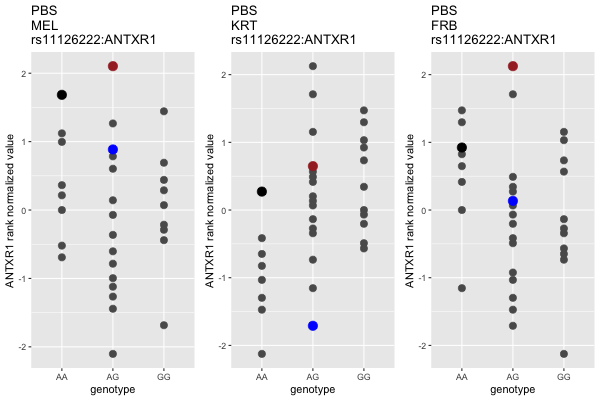 PBS
MEL
rs11126222:ANTXR1
ANTXR1 rank normalized value
2
1
0
-1
-2
AA
AG
GG
genotype
PBS
KRT
rs11126222:ANTXR1
ANTXR1 rank normalized value
2
1
0
-1
-2
AA
AG
GG
genotype
PBS
FRB
rs11126222:ANTXR1
ANTXR1 rank normalized value
2
1
0
-1
-2
AA
AG
GG
genotype